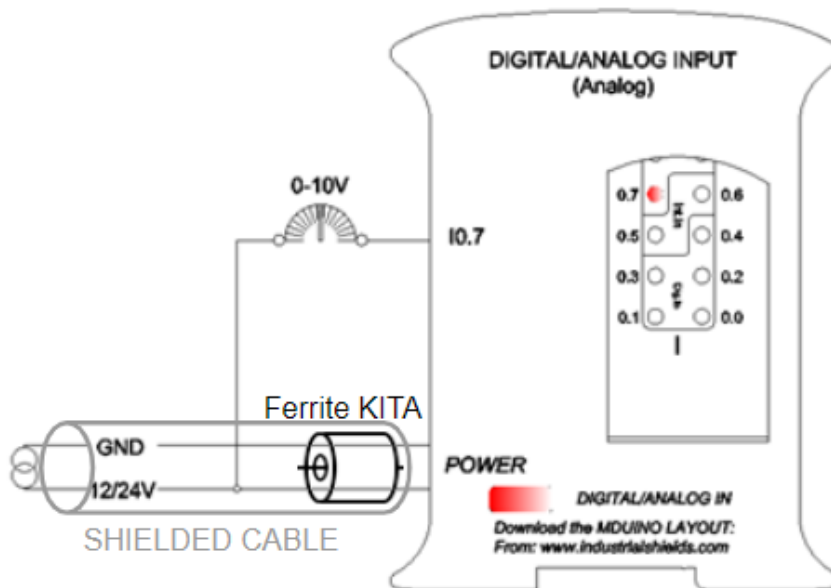 DIGITAL/ANALOG INPUT
(Analog)
0-10V
I0.7
0.7 0.6
0.5 0.4
0.3 0.2
0.1 0.0
I
Ferrite KITA
GND
12/24V
POWER
SHIELDED CABLE
DIGITAL/ANALOG IN
Download the MDUINO LAYOUT:
From: www.industrialshields.com